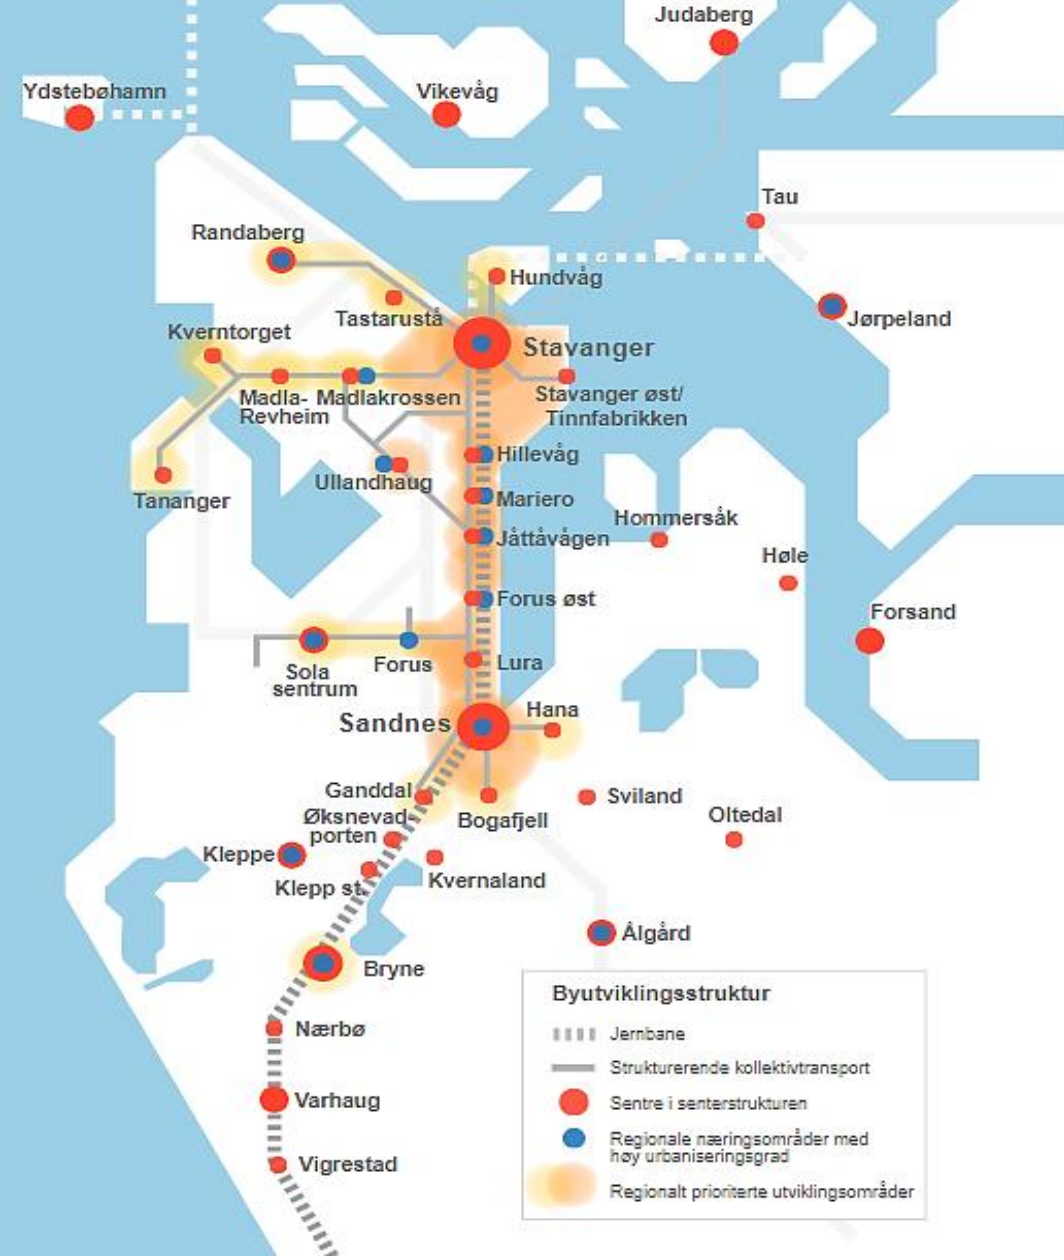 Judaberg
Ydstebøhamn
Vikevåg
Tau
Randaberg
Hundvåg
Tastarustå
Jørpeland
Kverntorget
Stavanger
Madla-
Revheim
Madlakrossen
Stavanger øst/
Tinnfabrikken
Hillevåg
Ullandhaug
Tananger
Mariero
Hommersåk
Jåttåvågen
Høle
Forus øst
Forsand
Sola
sentrum
Forus
Lura
Hana
Sandnes
Ganddal
Sviland
Øksnevad-
porten
Bogafjell
Oltedal
Kleppe
Klepp st.
Kvernaland
Ålgård
Bryne
Nærbø
Varhaug
Vigrestad
Byutviklingsstruktur
Jernbane
Strukturerende kollektivtransport
Sentre i senterstrukturen
Regionale næringsområder med
høy urbaniseringsgrad
Regionalt prioriterte utviklingsområder